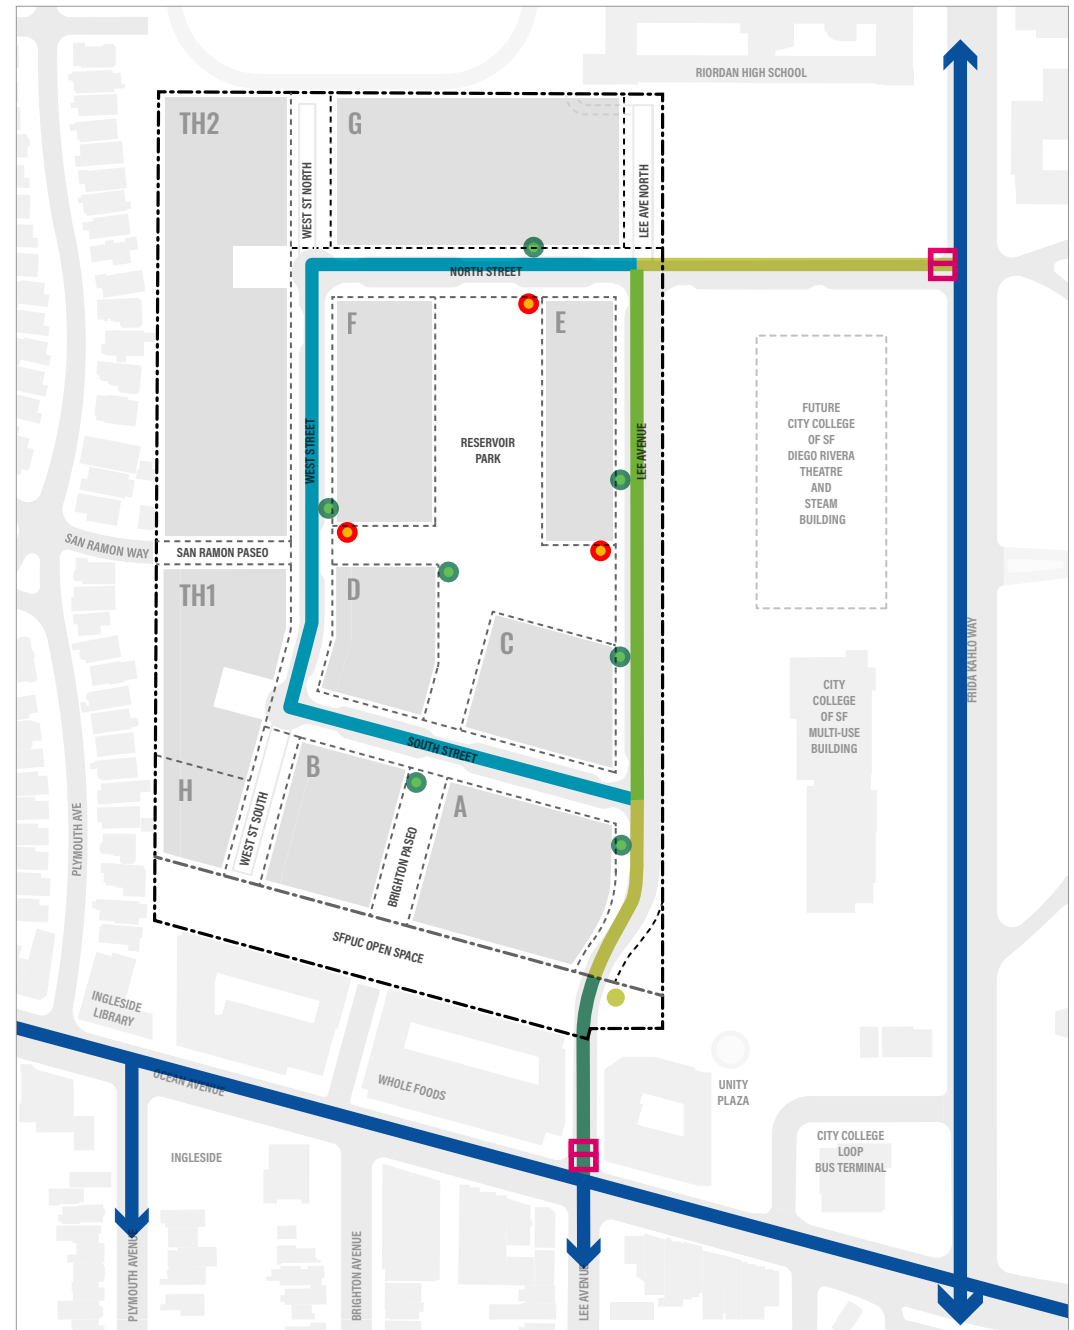 RIORDAN HIGH SCHOOL
TH2
G
WEST ST NORTH
LEE AVE NORTH
NORTH STREET
F
E
RESERVOIR
PARK
WEST STREET
LEE AVENUE
FUTURE
CITY COLLEGE
OF SF
DIEGO RIVERA
THEATRE
AND
STEAM
BUILDING
SAN RAMON WAY
SAN RAMON PASEO
TH1
D
C
FRIDA KAHLO WAY
CITY
COLLEGE
OF SF
MULTI-USE
BUILDING
SOUTH STREET
B
A
H
WEST ST SOUTH
BRIGHTON PASEO
PLYMOUTH AVE
SFPUC OPEN SPACE
INGLESIDE
LIBRARY
OCEAN AVENUE
WHOLE FOODS
UNITY
PLAZA
CITY COLLEGE
LOOP
BUS TERMINAL
INGLESIDE
PLYMOUTH AVENUE
BRIGHTON AVENUE
LEE AVENUE